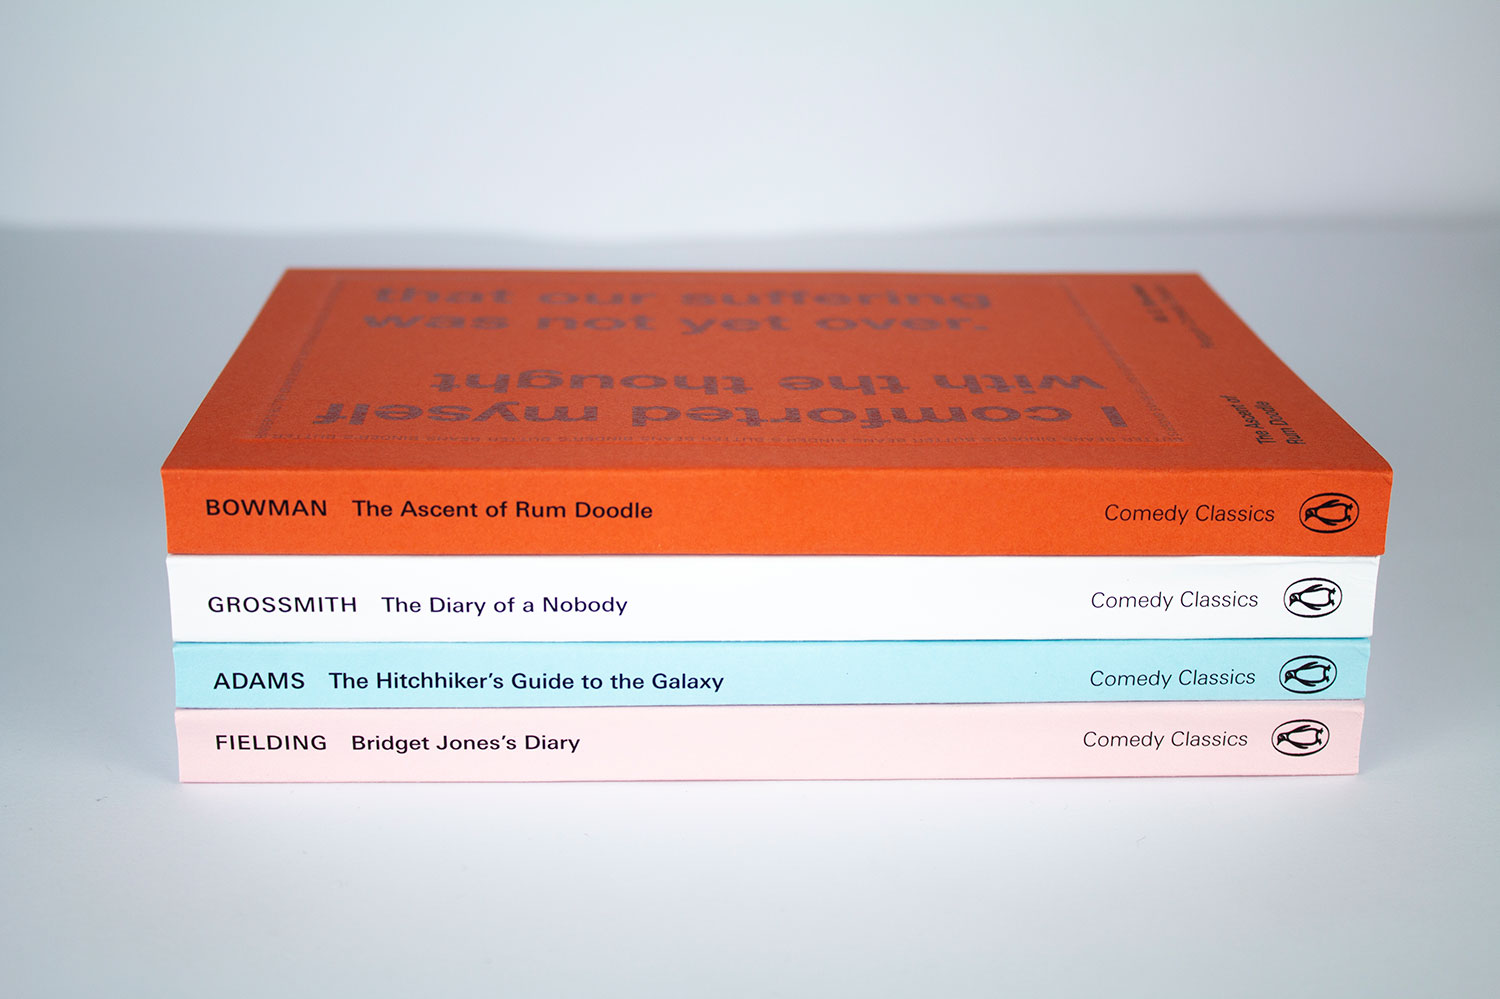 that our suffering
was not yet over.
I comforted myself
with the thought
The Ascent of
Rum Doodle
BOWMAN The Ascent of Rum Doodle Comedy Classics
GROSSMITH The Diary of a Nobody Comedy Classics
ADAMS The Hitchhiker’s Guide to the Galaxy Comedy Classics
FIELDING Bridget Jones’s Diary Comedy Classics